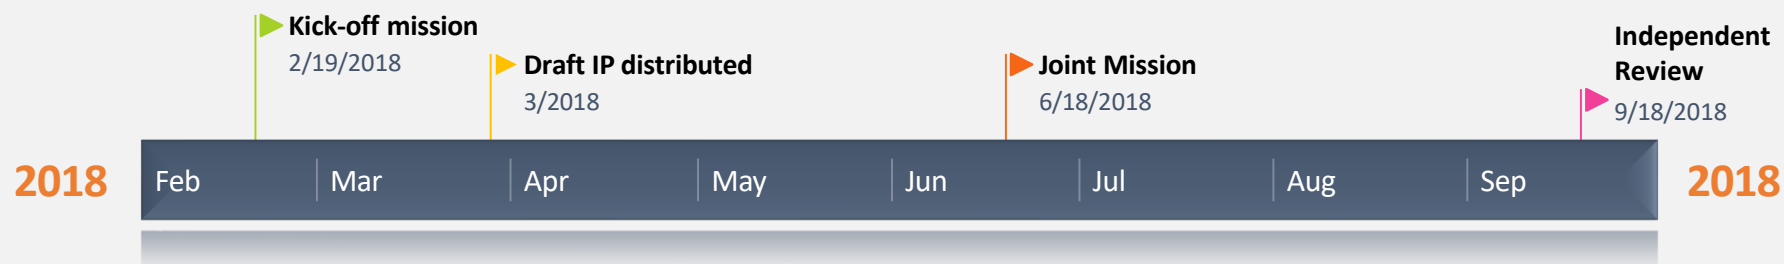 Kick-off mission
2/19/2018
Draft IP distributed
3/2018
Joint Mission
6/18/2018
Independent
Review
9/18/2018
2018
Feb
Mar
Apr
May
Jun
Jul
Aug
Sep
2018